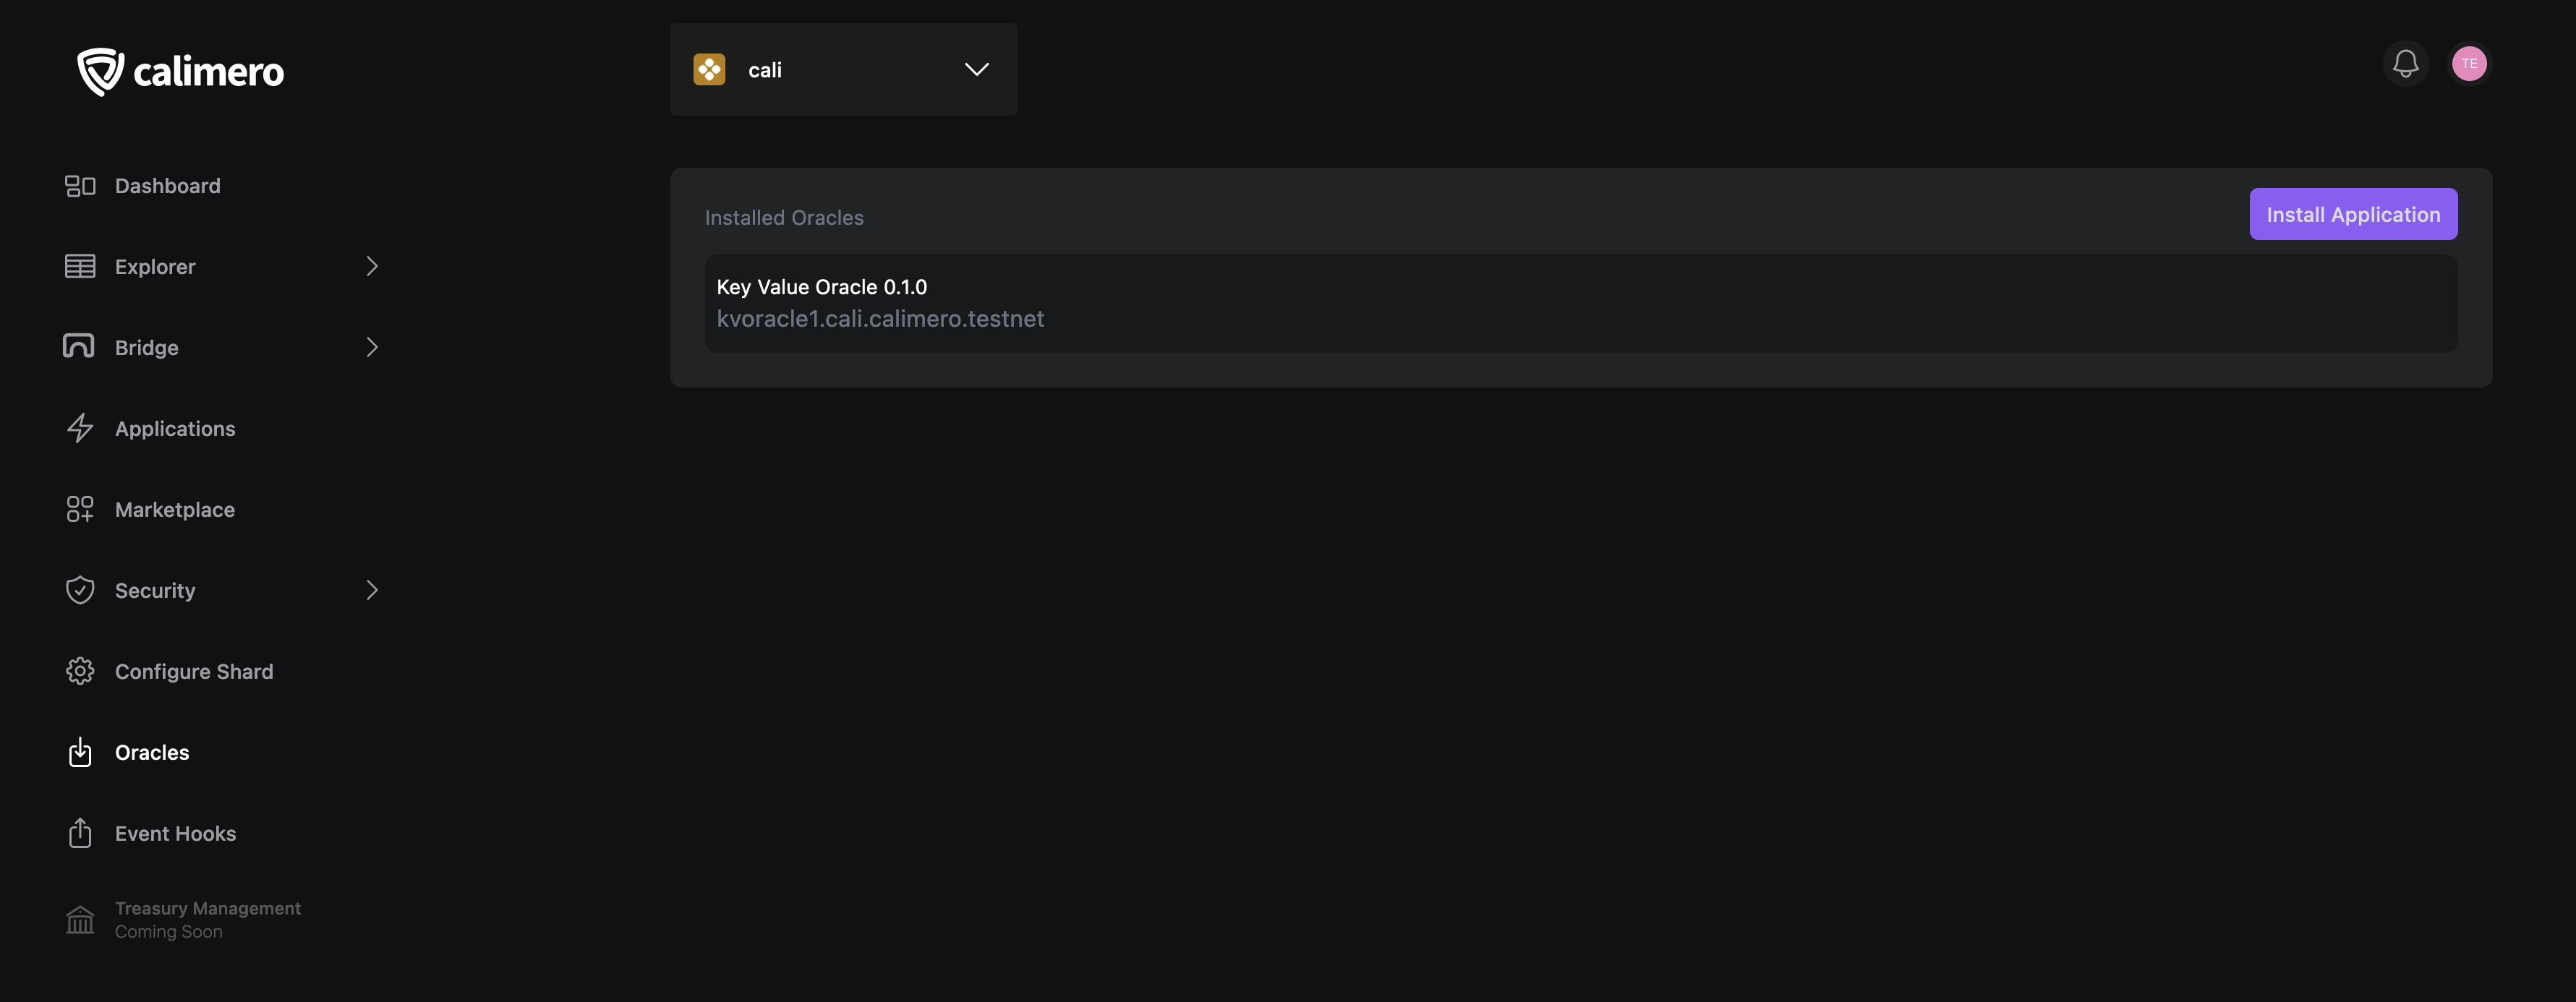 calimero
cali
TE
Dashboard
Explorer
Bridge
Applications
Marketplace
Security
Configure Shard
Oracles
Event Hooks
Treasury Management
Coming Soon
Installed Oracles
Install Application
Key Value Oracle 0.1.0
kvoracle1.cali.calimero.testnet